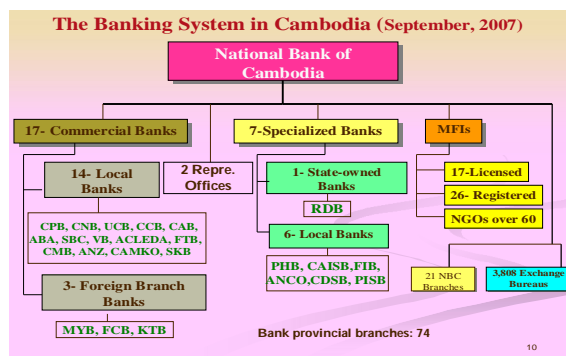 The Banking System in Cambodia (September, 2007)
National Bank of
Cambodia
17- Commercial Banks
7-Specialized Banks
MFIs
14- Local
Banks
2 Repre.
Offices
1- State-owned
Banks
17-Licensed
26- Registered
NGOs over 60
RDB
CPB, CNB, UCB, CCB, CAB,
ABA, SBC, VB, ACLEDA, FTB,
CMB, ANZ, CAMKO, SKB
6- Local Banks
PHB, CAISB,FIB,
ANCO,CDSB, PISB
21 NBC
Branches
3,808 Exchange
Bureaus
3- Foreign Branch
Banks
MYB, FCB, KTB
Bank provincial branches: 74
10